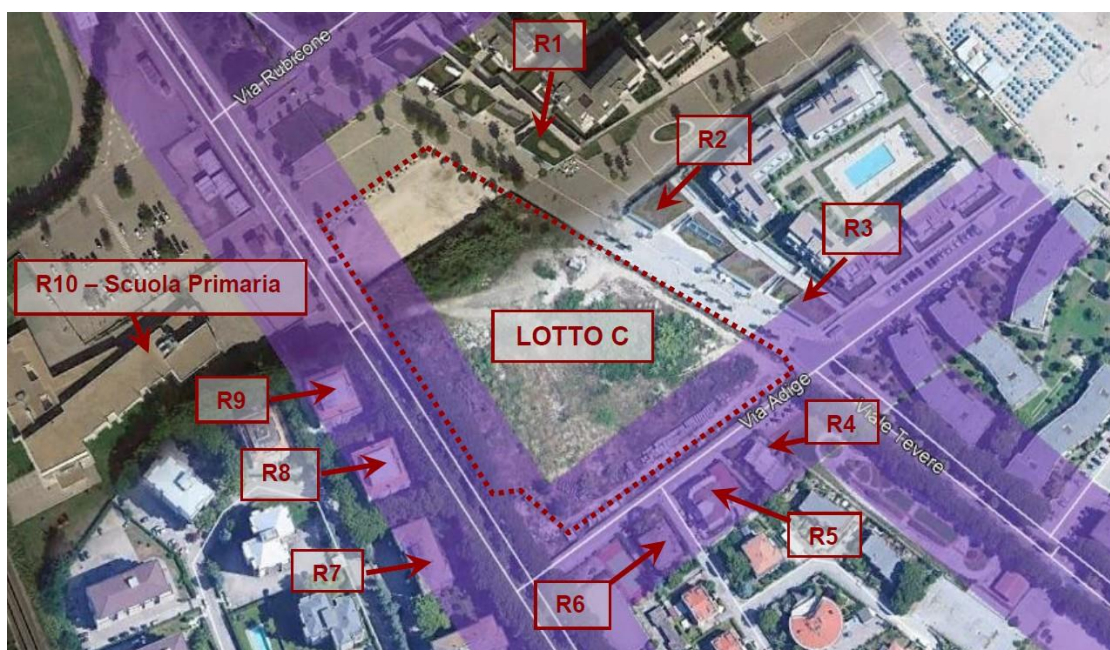 R1
Via Rubicone
R2
R3
R10 – Scuola Primaria
LOTTO C
R9
Via Adige
Viale Tevere
R4
R8
R5
R7
R6